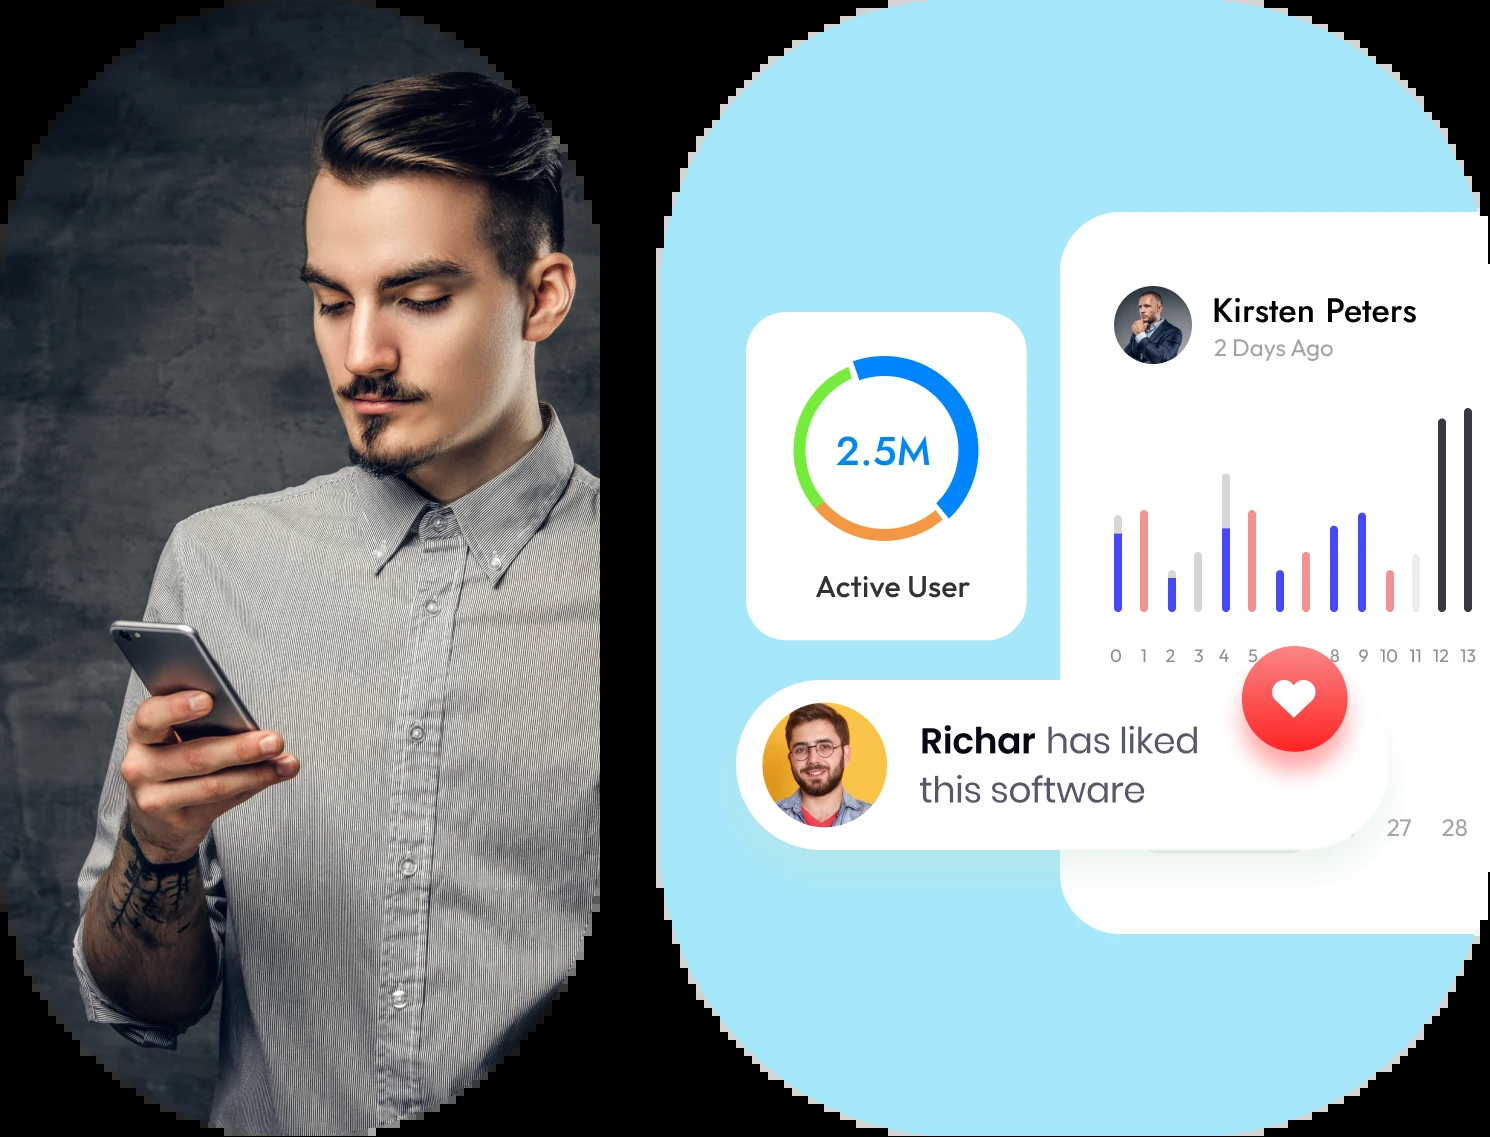 Kirsten Peters
2 Days Ago
2.5M
Active User
0 1 2 3 4 5 8 9 10 11 12 13
Richar has liked
this software
27 28